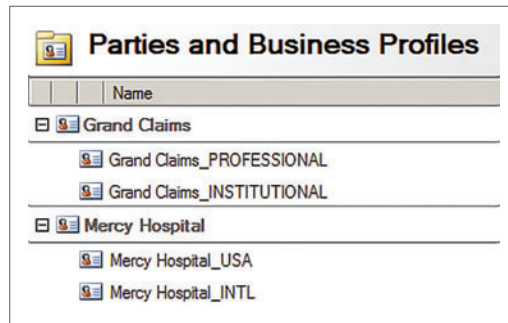 Parties and Business Profiles
Name
Grand Claims
Grand Claims_PROFESSIONAL
Grand Claims_INSTITUTIONAL
Mercy Hospital
Mercy Hospital_USA
Mercy Hospital_INTL